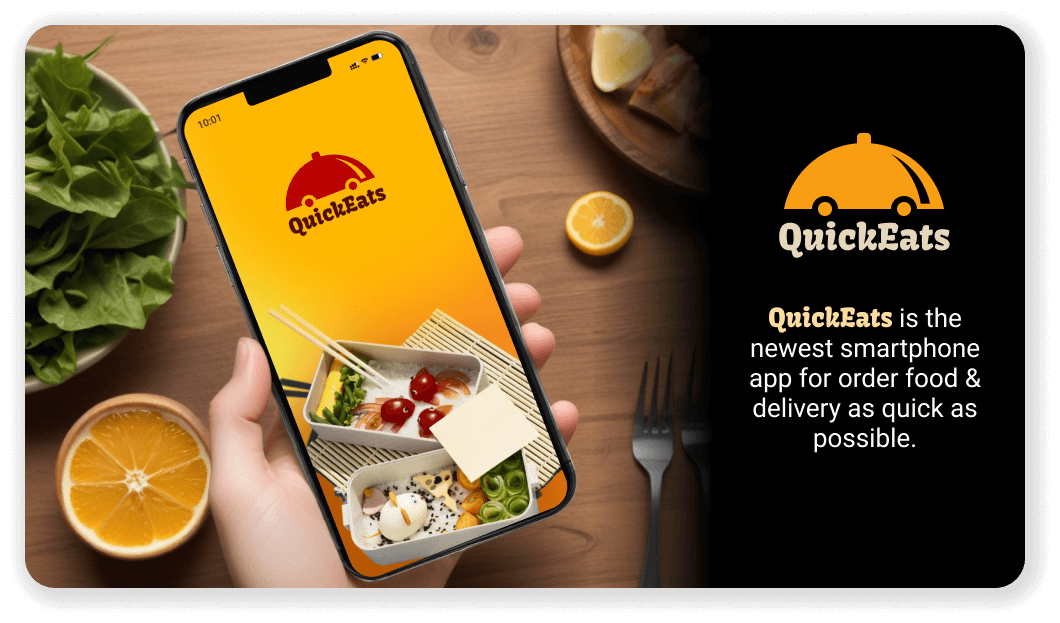 10:01
QuickEats
QuickEats
QuickEats is the
newest smartphone
app for order food &
delivery as quick as
possible.